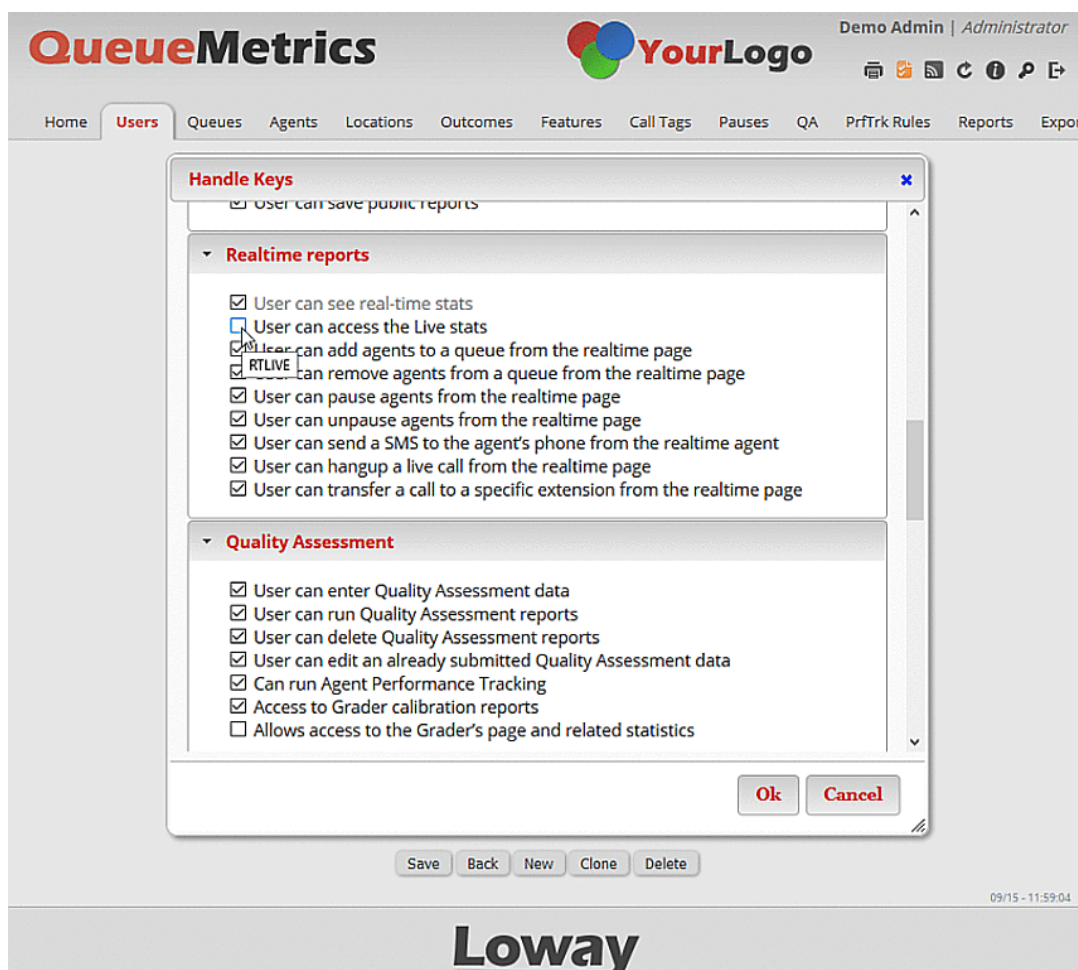 QueueMetrics
YourLogo
Demo Admin | Administrator
Home Users Queues Agents Locations Outcomes Features Call Tags Pauses QA PrfTrk Rules Reports Expor
Handle Keys
User can save public reports
Realtime reports
User can see real-time stats
User can access the Live stats
User can add agents to a queue from the realtime page
RTLIVE
can remove agents from a queue from the realtime page
User can pause agents from the realtime page
User can unpause agents from the realtime page
User can send a SMS to the agent's phone from the realtime agent
User can hangup a live call from the realtime page
User can transfer a call to a specific extension from the realtime page
Quality Assessment
User can enter Quality Assessment data
User can run Quality Assessment reports
User can delete Quality Assessment reports
User can edit an already submitted Quality Assessment data
Can run Agent Performance Tracking
Access to Grader calibration reports
Allows access to the Grader's page and related statistics
Ok Cancel
Save Back New Clone Delete
09/15 - 11:59:04
Loway